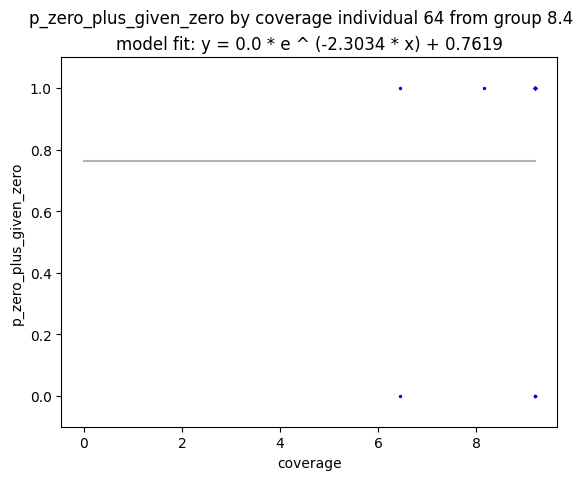 p_zero_plus_given_zero by coverage individual 64 from group 8.4
model fit: y = 0.0 * e ^ (-2.3034 * x) + 0.7619
1.0
0.8
0.6
0.4
0.2
0.0
p_zero_plus_given_zero
0 2 4 6 8
coverage